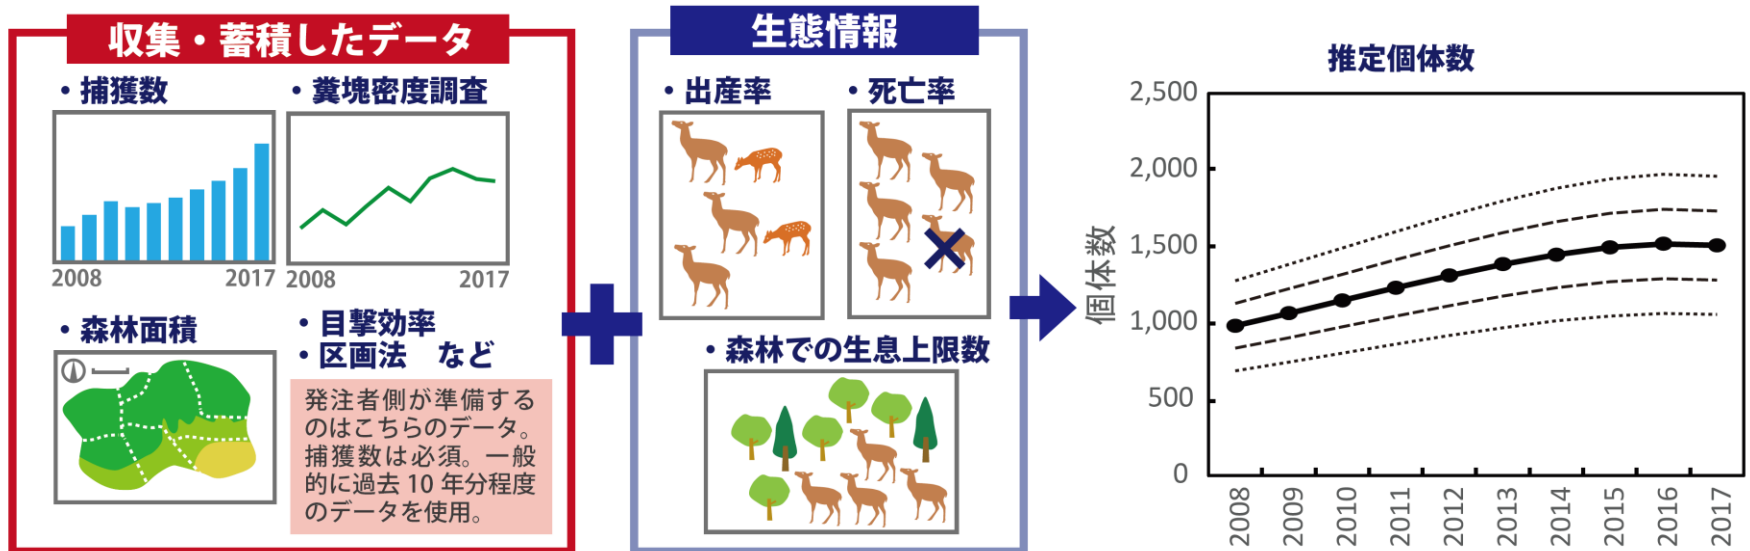 収集・蓄積したデータ
・捕獲数
2008 2017
・糞塊密度調査
2008 2017
・森林面積
・目撃効率
・区画法 など
発注者側が準備する
のはこちらのデータ。
捕獲数は必須。一般
的に過去 10 年分程度
のデータを使用。
生態情報
・出産率
・死亡率
・森林での生息上限数
推定個体数
個体数
2,500
2,000
1,500
1,000
500
0
2008
2009
2010
2011
2012
2013
2014
2015
2016
2017